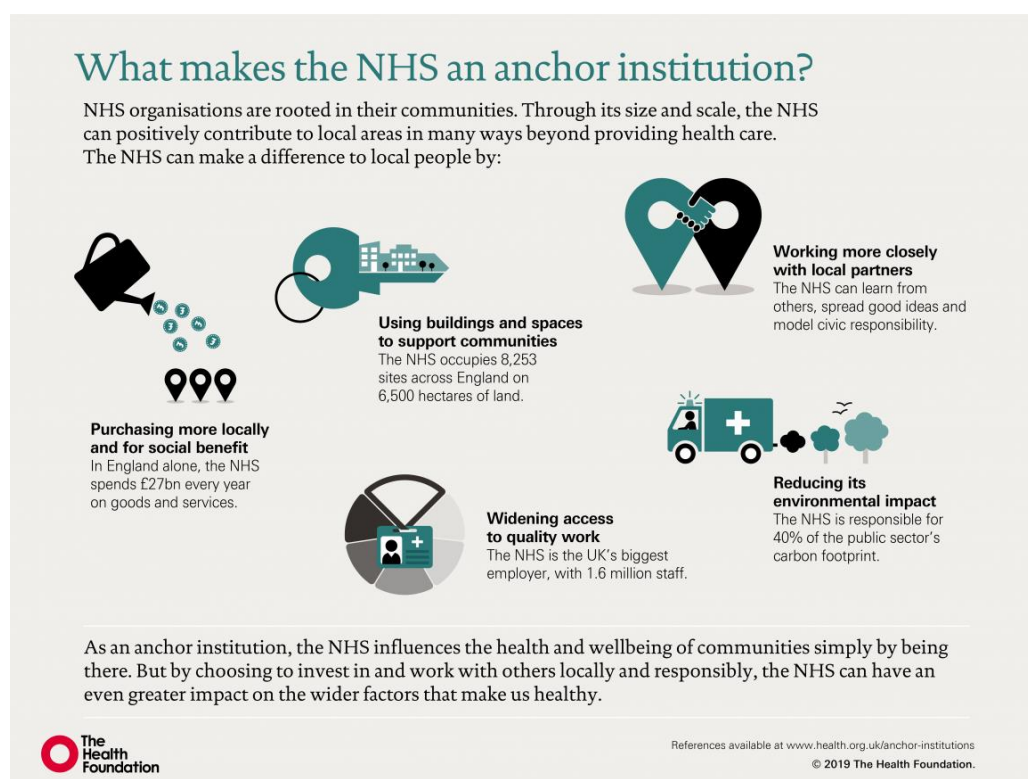 What makes the NHS an anchor institution?
NHS organisations are rooted in their communities. Through its size and scale, the NHS
can positively contribute to local areas in many ways beyond providing health care.
The NHS can make a difference to local people by:
Purchasing more locally
and for social benefit
In England alone, the NHS
spends £27bn every year
on goods and services.
Using buildings and spaces
to support communities
The NHS occupies 8,253
sites across England on
6,500 hectares of land.
Working more closely
with local partners
The NHS can learn from
others, spread good ideas and
model civic responsibility.
Widening access
to quality work
The NHS is the UK's biggest
employer, with 1.6 million staff.
Reducing its
environmental impact
The NHS is responsible for
40% of the public sector's
carbon footprint.
As an anchor institution, the NHS influences the health and wellbeing of communities simply by being
there. But by choosing to invest in and work with others locally and responsibly, the NHS can have an
even greater impact on the wider factors that make us healthy.
The
Health
Foundation
References available at www.health.org.uk/anchor-institutions
© 2019 The Health Foundation.